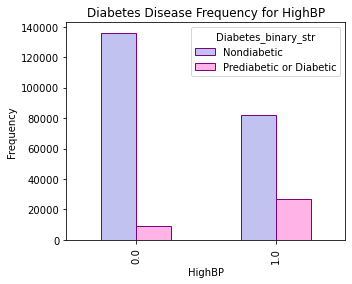 Diabetes Disease Frequency for HighBP
Diabetes_binary_str
Nondiabetic
Prediabetic or Diabetic
Frequency
140000
120000
100000
80000
60000
40000
20000
0
0.0
1.0
HighBP